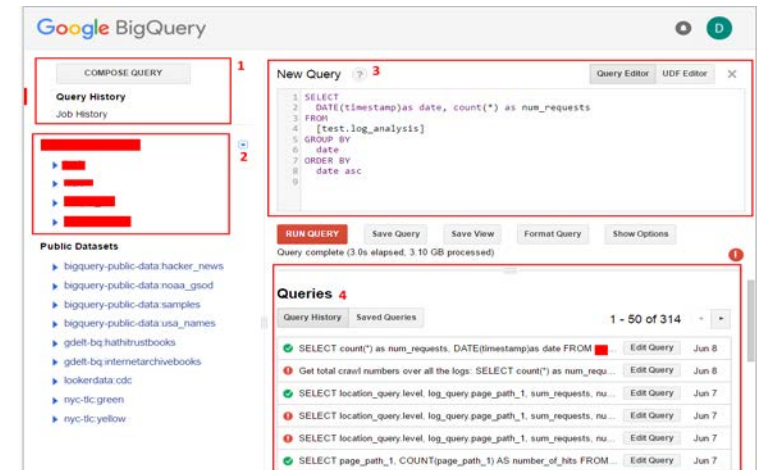 Google BigQuery
D
COMPOSE QUERY
1
Query History
Job History
2
Public Datasets
bigquery-public-data:hacker_news
bigquery-public-data:noaa_gsod
bigquery-public-data:samples
bigquery-public-data:usa_names
gdelt-bq:hathitrustbooks
gdelt-bq:internetarchivebooks
lookerdata:cdc
nyc-tlc:green
nyc-tlc:yellow
New Query ? 3 Query Editor UDF Editor ×
1 SELECT
2 DATE(timestamp)as date, count(*) as num_requests
3 FROM
4 [test.log_analysis]
5 GROUP BY
6 date
7 ORDER BY
8 date asc
9
RUN QUERY Save Query Save View Format Query Show Options
Query complete (3.0s elapsed, 3.10 GB processed)
Queries 4
Query History Saved Queries 1 - 50 of 314
SELECT count(*) as num_requests, DATE(timestamp)as date FROM ... Edit Query Jun 8
Get total crawl numbers over all the logs: SELECT count(*) as num_requ... Edit Query Jun 8
SELECT location_query.level, log_query.page_path_1, sum_requests, nu... Edit Query Jun 7
SELECT location_query.level, log_query.page_path_1, sum_requests, nu... Edit Query Jun 7
SELECT location_query.level, log_query.page_path_1, sum_requests, nu... Edit Query Jun 7
SELECT page_path_1, COUNT(page_path_1) AS number_of_hits FROM... Edit Query Jun 7